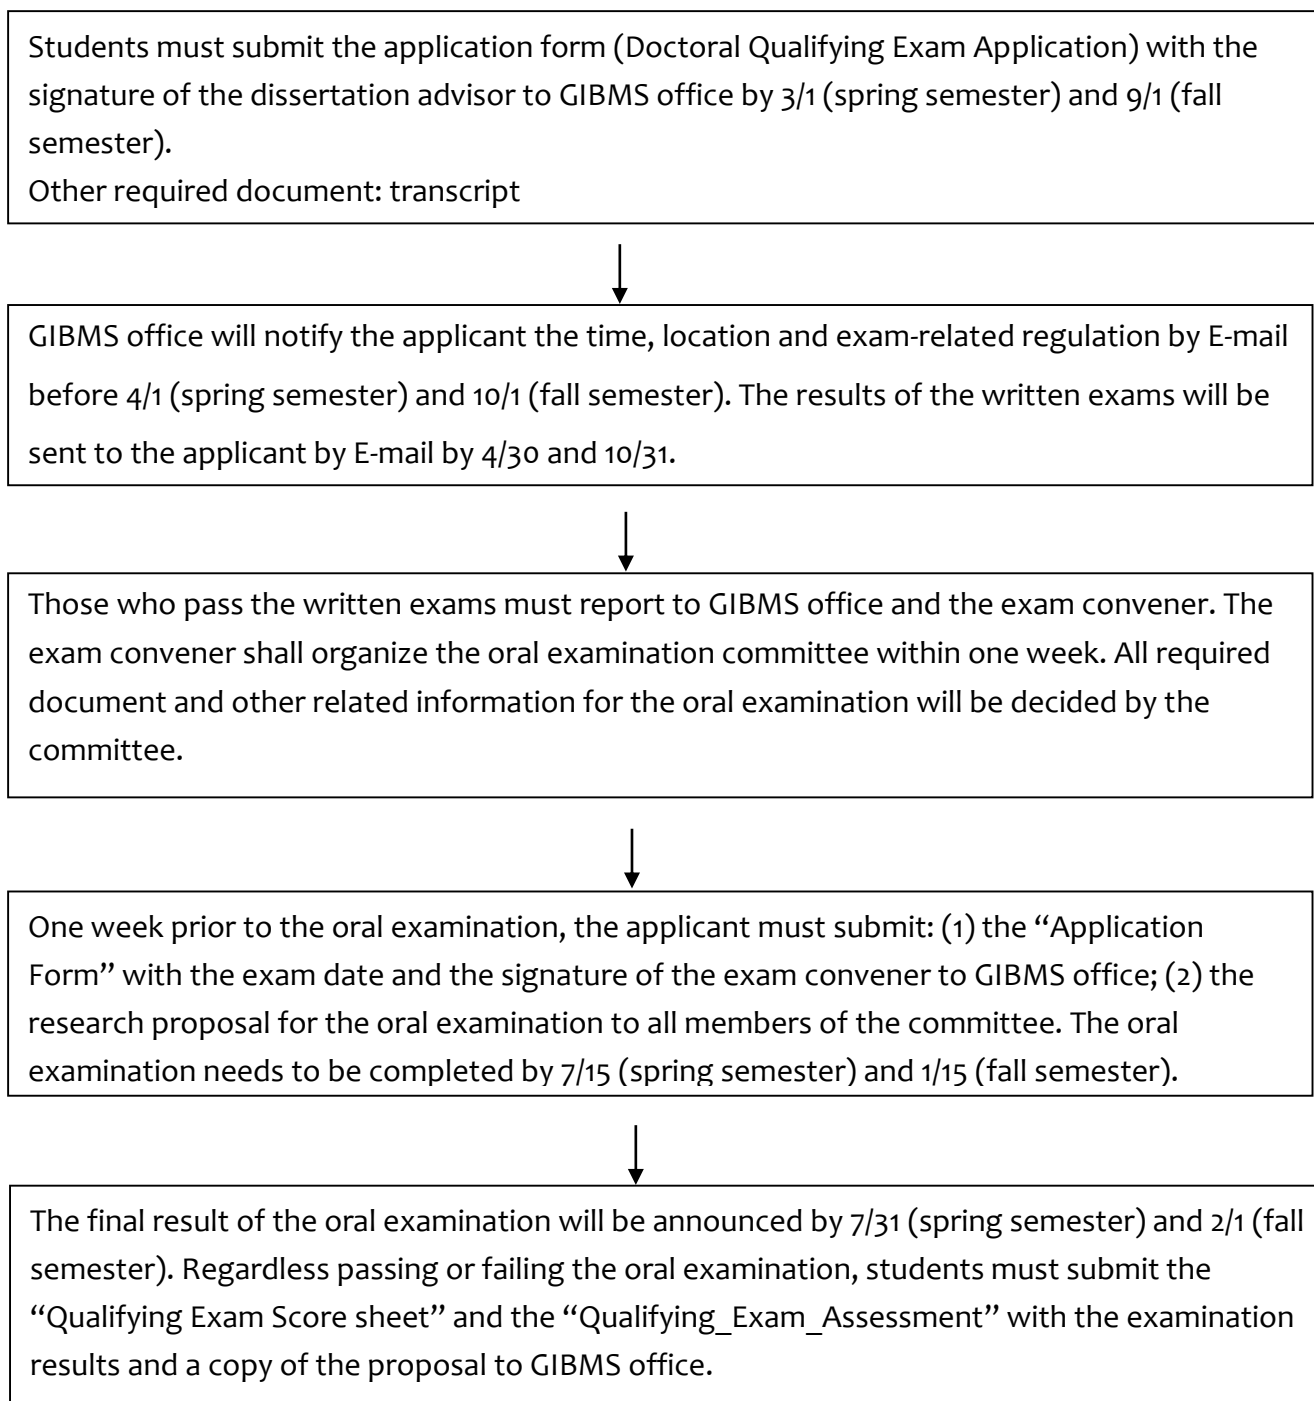 Students must submit the application form (Doctoral Qualifying Exam Application) with the
signature of the dissertation advisor to GIBMS office by 3/1 (spring semester) and 9/1 (fall
semester).
Other required document: transcript
GIBMS office will notify the applicant the time, location and exam-related regulation by E-mail
before 4/1 (spring semester) and 10/1 (fall semester). The results of the written exams will be
sent to the applicant by E-mail by 4/30 and 10/31.
Those who pass the written exams must report to GIBMS office and the exam convener. The
exam convener shall organize the oral examination committee within one week. All required
document and other related information for the oral examination will be decided by the
committee.
One week prior to the oral examination, the applicant must submit: (1) the “Application
Form” with the exam date and the signature of the exam convener to GIBMS office; (2) the
research proposal for the oral examination to all members of the committee. The oral
examination needs to be completed by 7/15 (spring semester) and 1/15 (fall semester).
The final result of the oral examination will be announced by 7/31 (spring semester) and 2/1 (fall
semester). Regardless passing or failing the oral examination, students must submit the
“Qualifying Exam Score sheet” and the “Qualifying_Exam_Assessment” with the examination
results and a copy of the proposal to GIBMS office.